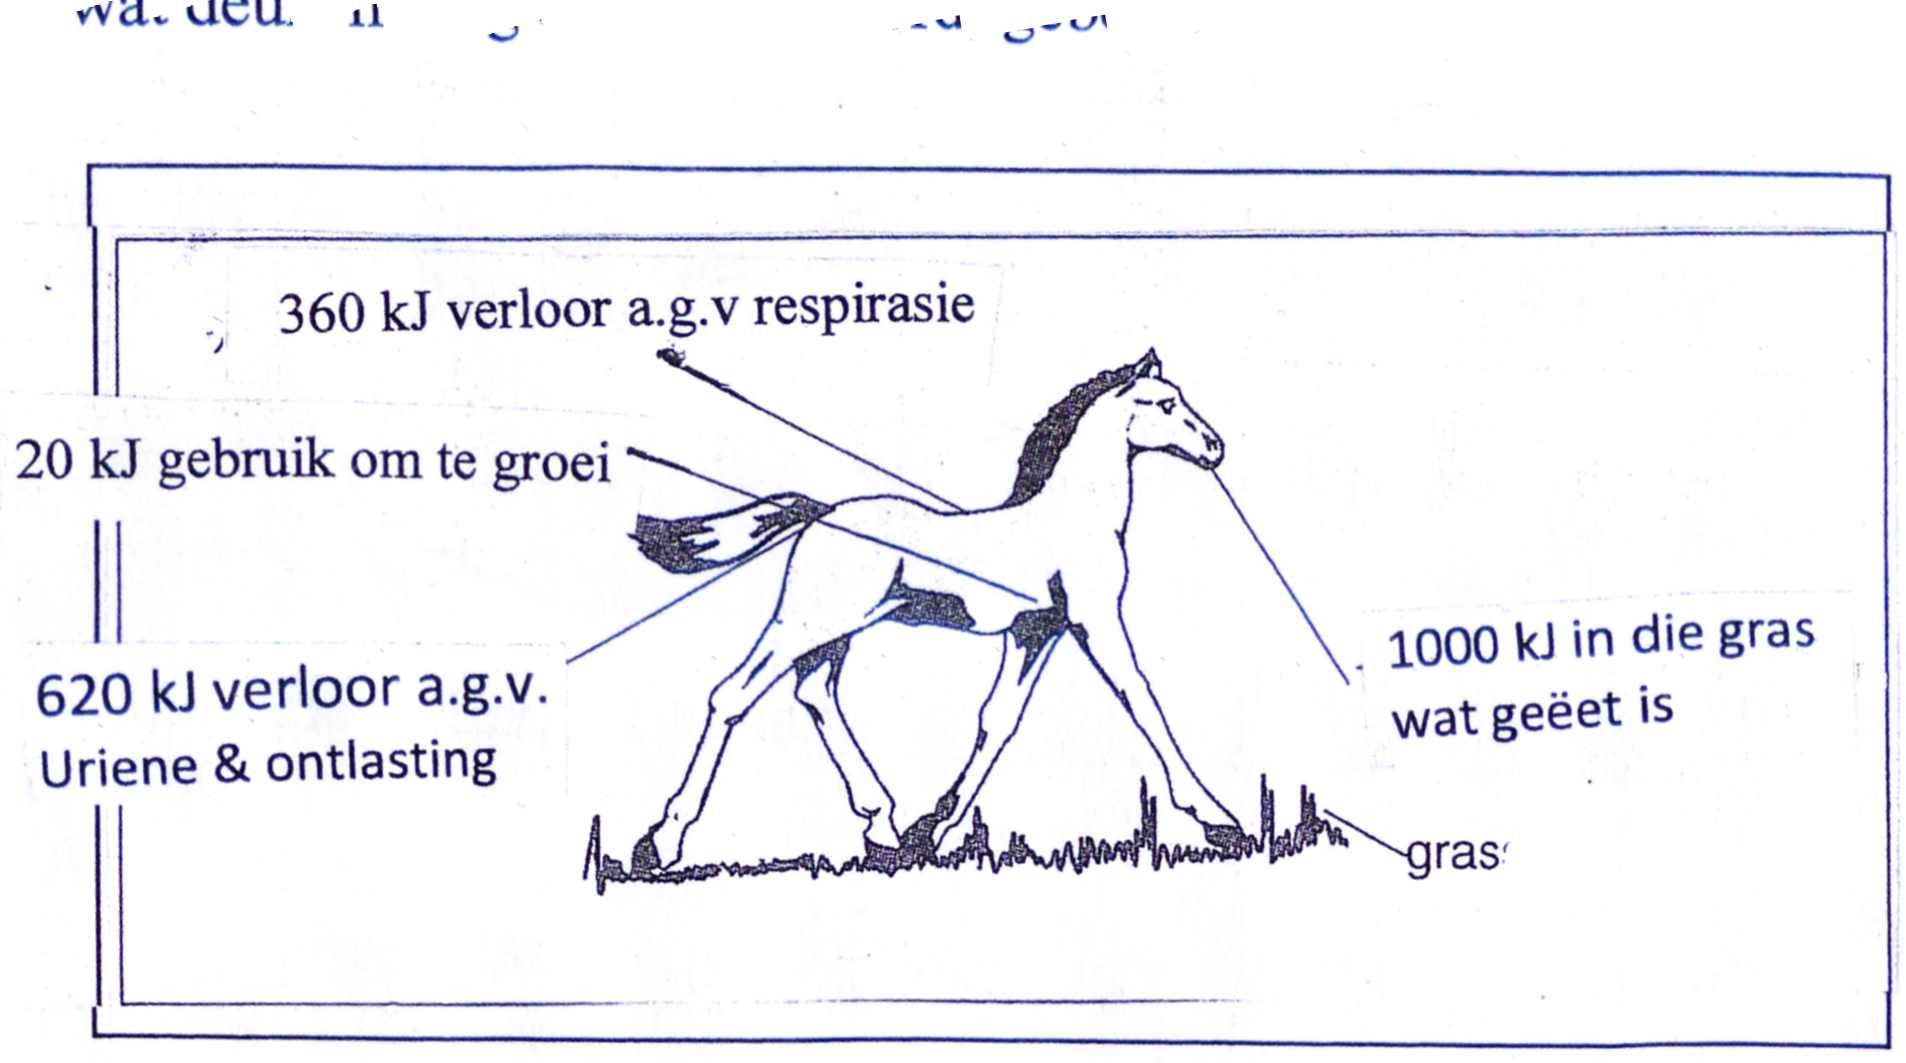 360 kJ verloor a.g.v respirasie
20 kJ gebruik om te groei
620 kJ verloor a.g.v.
Uriene & ontlasting
1000 kJ in die gras
wat geëet is
gras